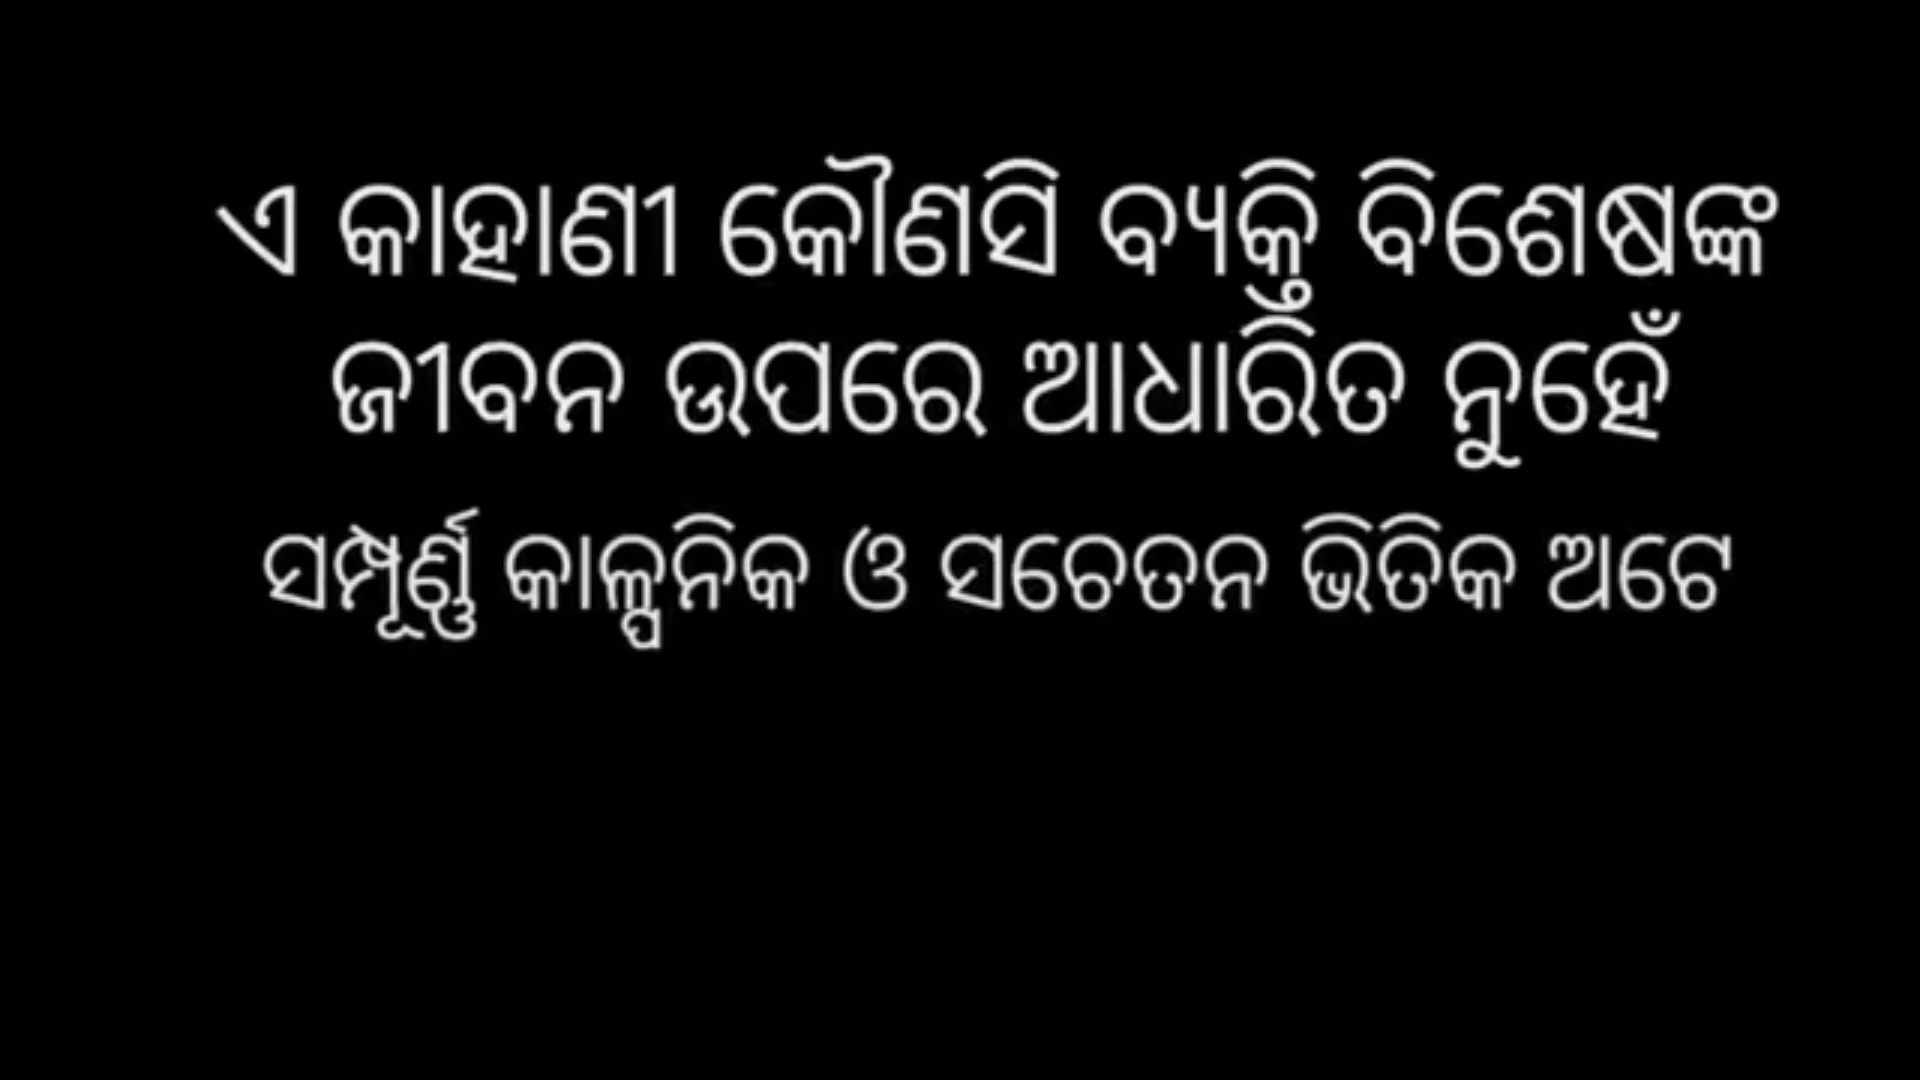 ଏ କାହାଣୀ କୌଣସି ବ୍ୟକ୍ତି ବିଶେଷଙ୍କ
ଜୀବନ ଉପରେ ଆଧାରିତ ନୁହେଁ
ସମ୍ପୂର୍ଣ୍ଣ କାଳ୍ପନିକ ଓ ସଚେତନ ଭିତିକ ଅଟେ